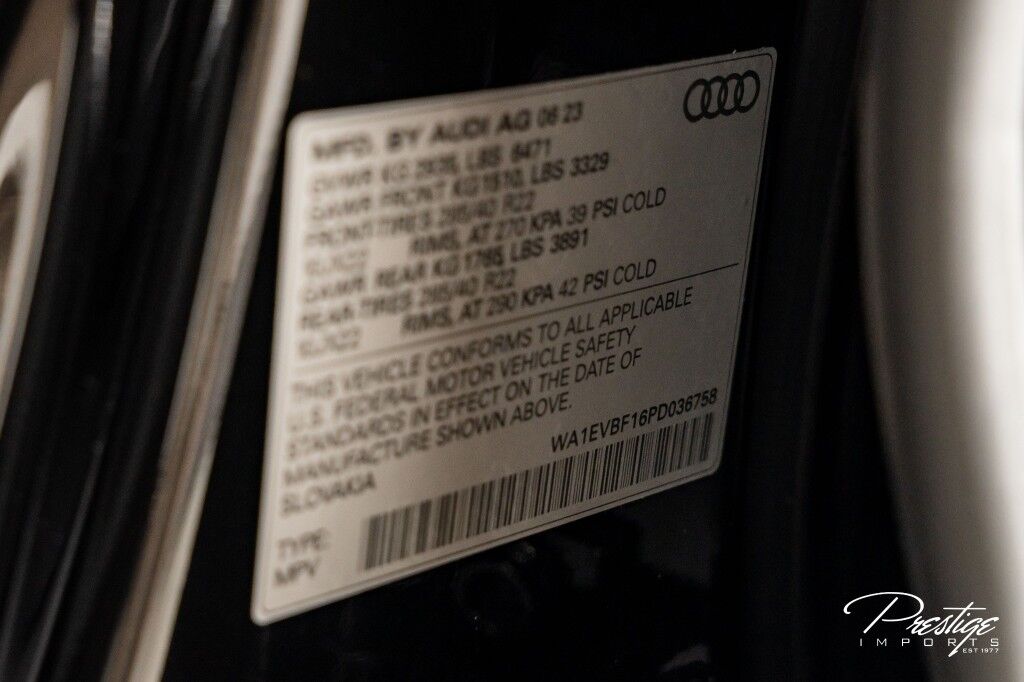 MFD. BY AUDI AG 06 23
GVWR KG 2935, LBS 6471
GAWR FRONT KG 1510, LBS 3329
FRONT TIRES 285/40 R22
10Jx22 RIMS, AT 270 KPA 39 PSI COLD
GAWR REAR KG 1765, LBS 3891
REAR TIRES 285/40 R22
10Jx22 RIMS, AT 290 KPA 42 PSI COLD
THIS VEHICLE CONFORMS TO ALL APPLICABLE
U.S. FEDERAL MOTOR VEHICLE SAFETY
STANDARDS IN EFFECT ON THE DATE OF
MANUFACTURE SHOWN ABOVE.
SLOVAKIA
WA1EVBF16PD036758
TYPE:
MPV
Prestige
IMPORTS
EST 1977